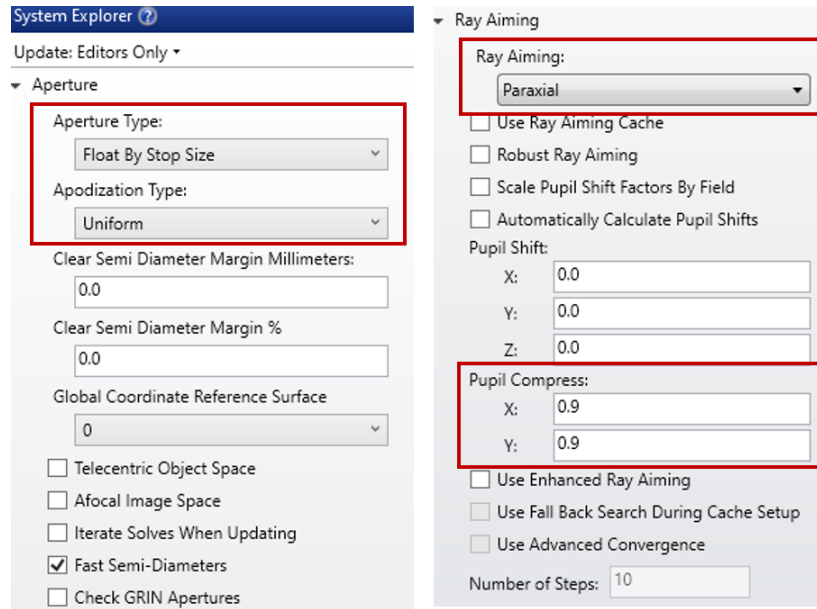 System Explorer ?
Update: Editors Only
Aperture
Aperture Type:
Float By Stop Size
Apodization Type:
Uniform
Clear Semi Diameter Margin Millimeters:
0.0
Clear Semi Diameter Margin %
0.0
Global Coordinate Reference Surface
0
Telecentric Object Space
Afocal Image Space
Iterate Solves When Updating
Fast Semi-Diameters
Check GRIN Apertures
Ray Aiming
Ray Aiming:
Paraxial
Use Ray Aiming Cache
Robust Ray Aiming
Scale Pupil Shift Factors By Field
Automatically Calculate Pupil Shifts
Pupil Shift:
X: 0.0
Y: 0.0
Z: 0.0
Pupil Compress:
X: 0.9
Y: 0.9
Use Enhanced Ray Aiming
Use Fall Back Search During Cache Setup
Use Advanced Convergence
Number of Steps: 10